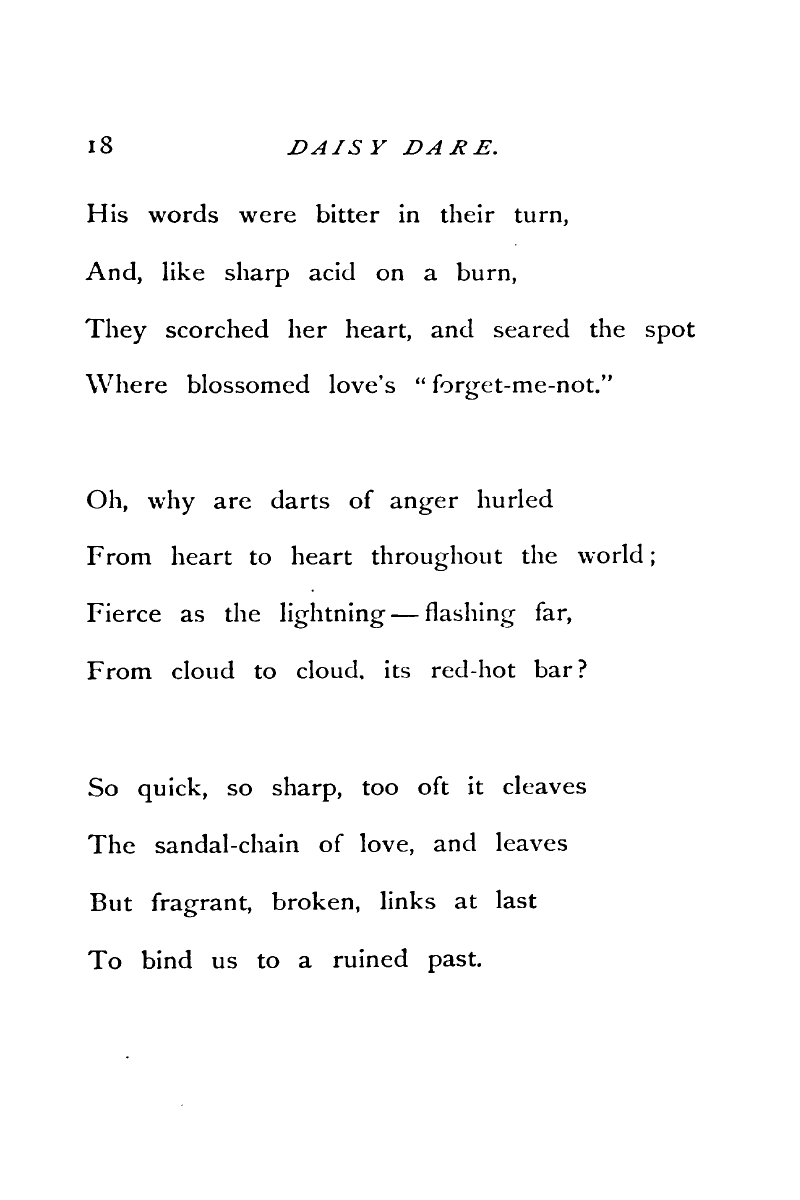 18 DAISY DARE.
His words were bitter in their turn,
And, like sharp acid on a burn,
They scorched her heart, and seared the spot
Where blossomed love's "forget-me-not."
Oh, why are darts of anger hurled
From heart to heart throughout the world;
Fierce as the lightning—flashing far,
From cloud to cloud. its red-hot bar?
So quick, so sharp, too oft it cleaves
The sandal-chain of love, and leaves
But fragrant, broken, links at last
To bind us to a ruined past.